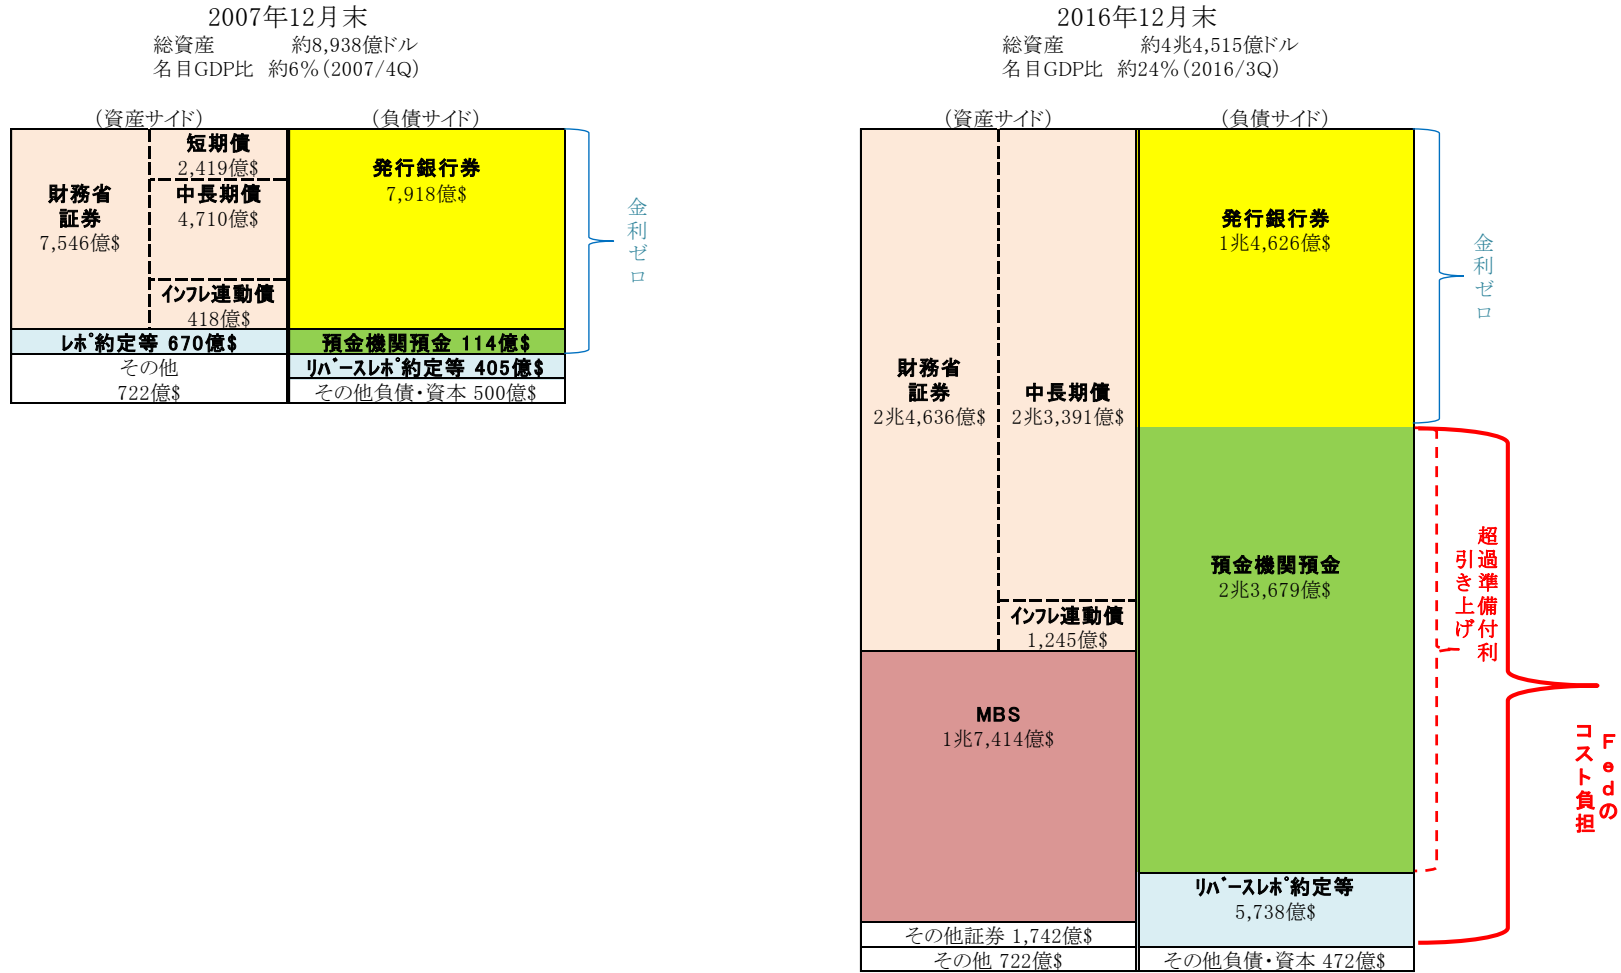 2007年12月末
総資産 約8,938億ドル
名目GDP比 約6%(2007/4Q)
(資産サイド) (負債サイド)
財務省
証券
7,546億$
短期債
2,419億$
中長期債
4,710億$
インフレ連動債
418億$
レポ約定等 670億$
その他
722億$
発行銀行券
7,918億$
預金機関預金 114億$
リバースレポ約定等 405億$
その他負債・資本 500億$
金利ゼロ
2016年12月末
総資産 約4兆4,515億ドル
名目GDP比 約24%(2016/3Q)
(資産サイド) (負債サイド)
財務省
証券
2兆4,636億$
中長期債
2兆3,391億$
インフレ連動債
1,245億$
MBS
1兆7,414億$
その他証券 1,742億$
その他 722億$
発行銀行券
1兆4,626億$
預金機関預金
2兆3,679億$
リバースレポ約定等
5,738億$
その他負債・資本 472億$
金利ゼロ
超過準備付利
引き上げ
Fedの
コスト負担